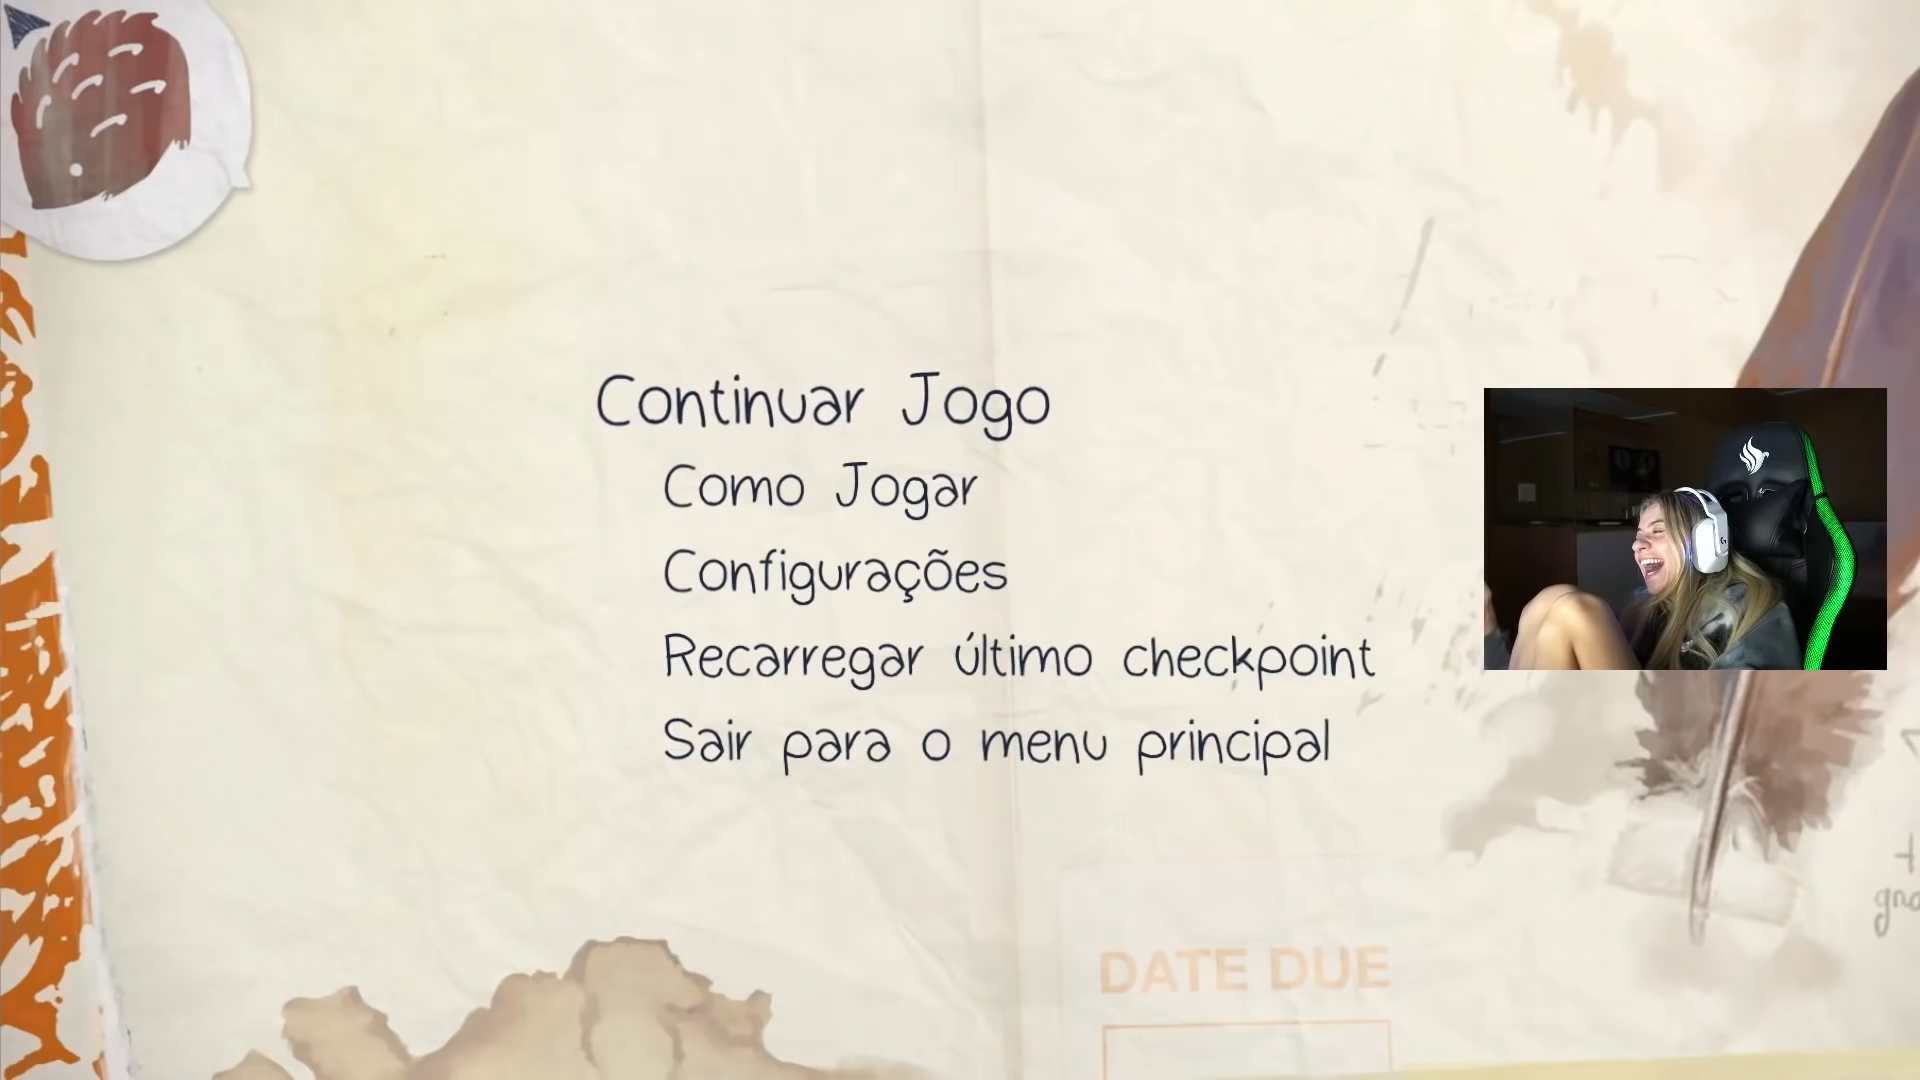 Continuar Jogo
Como Jogar
Configurações
Recarregar último checkpoint
Sair para o menu principal
DATE DUE